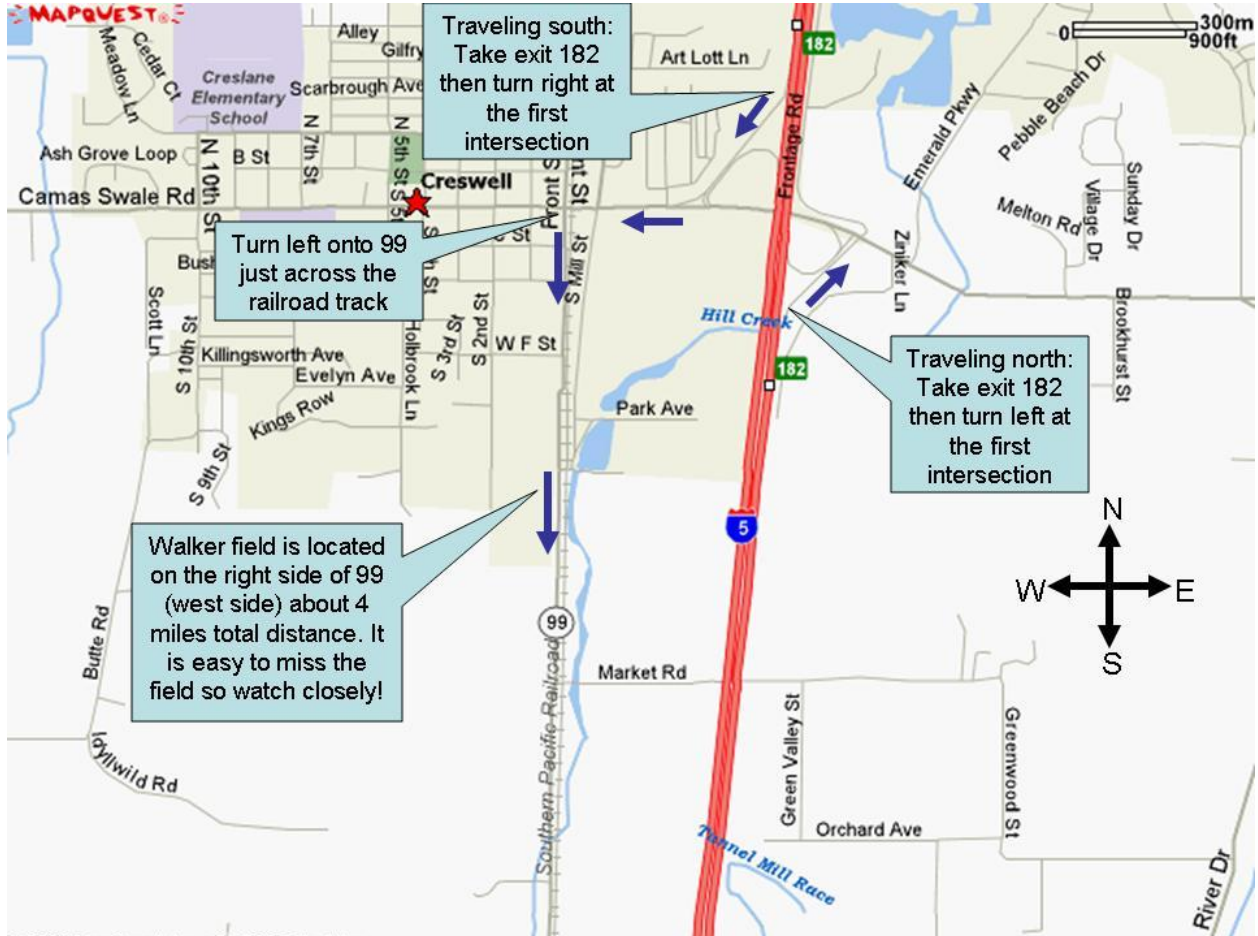 MAPQUEST
Meadow Ln
Cedar Ct
Creslane
Elementary
School
Alley
Gilfry
Scarbrough Ave
N 7th St
N 5th St
Ash Grove Loop
B St
N 10th St
Camas Swale Rd
Creswell
Traveling south:
Take exit 182
then turn right at
the first
intersection
Art Lott Ln
182
Frontage Rd
0
300m
900ft
Pebble Beach Dr
Emerald Pkwy
Sunday Dr
Village Dr
Melton Rd
Ziniker Ln
Brookhurst St
Turn left onto 99
just across the
railroad track
S Mill St
Scott Ln
S 10th St
Killingsworth Ave
Evelyn Ave
Kings Row
S 9th St
Holbrook Ln
S 3rd St
S 2nd St
W F St
Hill Creek
182
Park Ave
Traveling north:
Take exit 182
then turn left at
the first
intersection
5
N
W
E
S
Walker field is located
on the right side of 99
(west side) about 4
miles total distance. It
is easy to miss the
field so watch closely!
99
Southern Pacific Railroad
Butte Rd
Idyllwild Rd
Market Rd
Green Valley St
Greenwood St
Orchard Ave
Tunnel Mill Race
River Dr